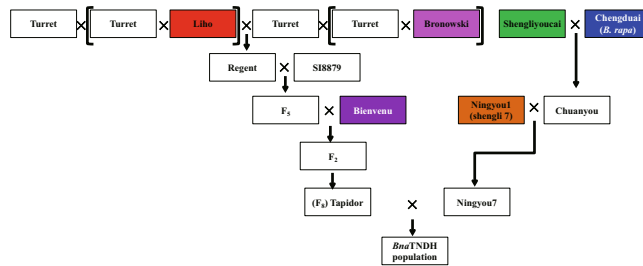 Turret × [ Turret × Liho ] × Turret × [ Turret × Bronowski ] Shengliyoucai × Chengduai
(B. rapa)
Regent × SI8879
F5 × Bienvenu Ningyou1
(shengli 7) × Chuanyou
F2
(F8) Tapidor × Ningyou7
BnaTNDH
population